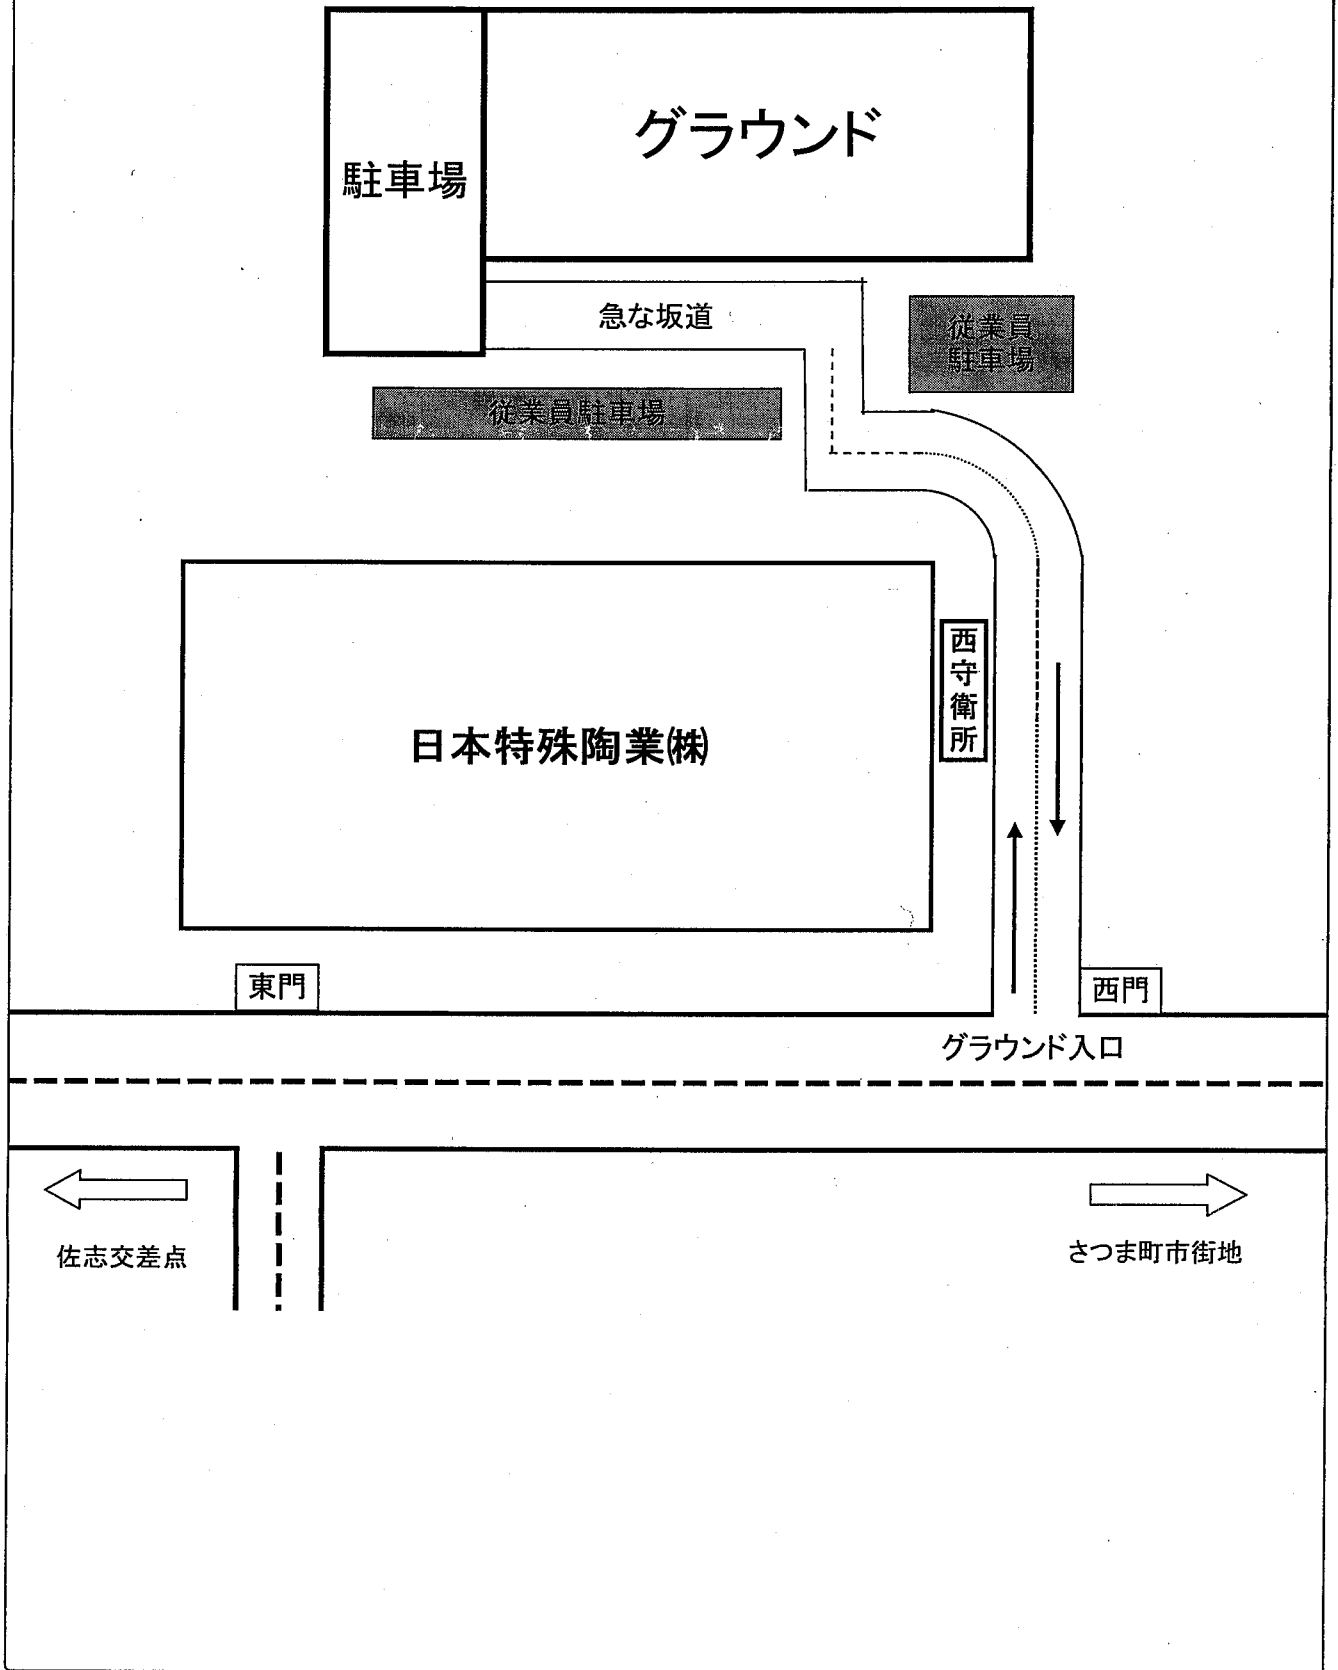 グラウンド
駐車場
急な坂道
従業員
駐車場
従業員駐車場
西守衛所
日本特殊陶業㈱
東門
西門
グラウンド入口
佐志交差点
さつま町市街地